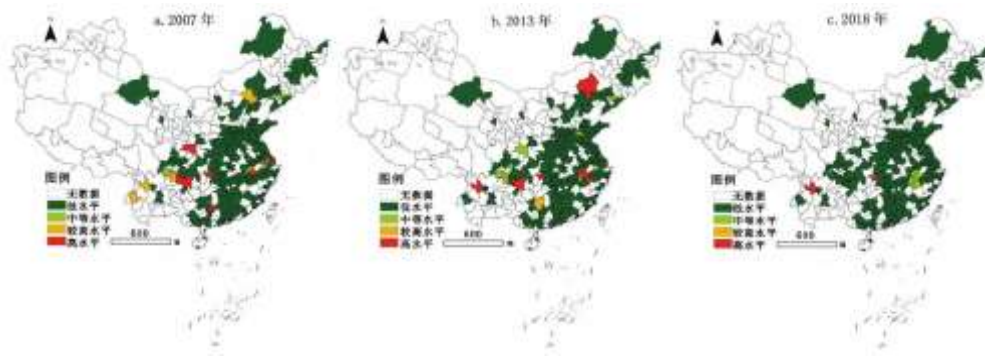 a. 2007 年
b. 2013 年
c. 2018 年
N
N
N
图例
无数据
低水平
中等水平
较高水平
高水平
600
图例
无数据
低水平
中等水平
较高水平
高水平
600
图例
无数据
低水平
中等水平
较高水平
高水平
600